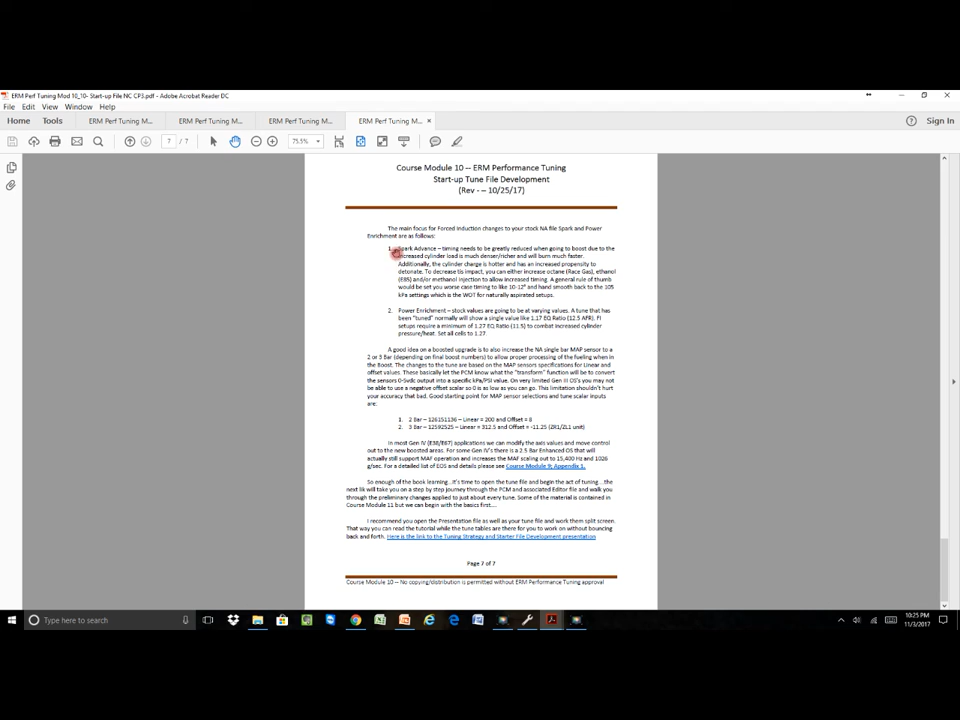 ERM Perf Tuning Mod 10_10- Start-up File NC CP3.pdf - Adobe Acrobat Reader DC
File Edit View Window Help
Home Tools ERM Perf Tuning M... ERM Perf Tuning M... ERM Perf Tuning M... ERM Perf Tuning M... × Sign In
7 / 7 75.5%
Course Module 10 -- ERM Performance Tuning
Start-up Tune File Development
(Rev - – 10/25/17)
The main focus for Forced Induction changes to your stock NA file Spark and Power
Enrichment are as follows:
1. Spark Advance – timing needs to be greatly reduced when going to boost due to the
increased cylinder load is much denser/richer and will burn much faster.
Additionally, the cylinder charge is hotter and has an increased propensity to
detonate. To decrease tis impact, you can either increase octane (Race Gas), ethanol
(E85) and/or methanol injection to allow increased timing. A general rule of thumb
would be set you worse case timing to like 10-12° and hand smooth back to the 105
kPa settings which is the WOT for naturally aspirated setups.
2. Power Enrichment – stock values are going to be at varying values. A tune that has
been "tuned" normally will show a single value like 1.17 EQ Ratio (12.5 AFR). FI
setups require a minimum of 1.27 EQ Ratio (11.5) to combat increased cylinder
pressure/heat. Set all cells to 1.27.
A good idea on a boosted upgrade is to also increase the NA single bar MAP sensor to a
2 or 3 Bar (depending on final boost numbers) to allow proper processing of the fueling when in
the Boost. The changes to the tune are based on the MAP sensors specifications for Linear and
offset values. These basically let the PCM know what the "transform" function will be to convert
the sensors 0-5vdc output into a specific kPa/PSI value. On very limited Gen III OS's you may not
be able to use a negative offset scalar so 0 is as low as you can go. This limitation shouldn't hurt
your accuracy that bad. Good starting point for MAP sensor selections and tune scalar inputs
are:
1. 2 Bar – 126151136 – Linear = 200 and Offset = 8
2. 3 Bar – 12592525 – Linear = 312.5 and Offset = -11.25 (ZR1/ZL1 unit)
In most Gen IV (E38/E67) applications we can modify the axis values and move control
out to the new boosted areas. For some Gen IV's there is a 2.5 Bar Enhanced OS that will
actually still support MAF operation and increases the MAF scaling out to 15,400 Hz and 1026
g/sec. For a detailed list of EOS and details please see Course Module 9; Appendix 1.
So enough of the book learning...it's time to open the tune file and begin the act of tuning ...the
next lik will take you on a step by step journey through the PCM and associated Editor file and walk you
through the preliminary changes applied to just about every tune. Some of the material is contained in
Course Module 11 but we can begin with the basics first....
I recommend you open the Presentation file as well as your tune file and work them split screen.
That way you can read the tutorial while the tune tables are there for you to work on without bouncing
back and forth. Here is the link to the Tuning Strategy and Starter File Development presentation
Page 7 of 7
Course Module 10 -- No copying/distribution is permitted without ERM Performance Tuning approval
Type here to search
10:25 PM
11/3/2017